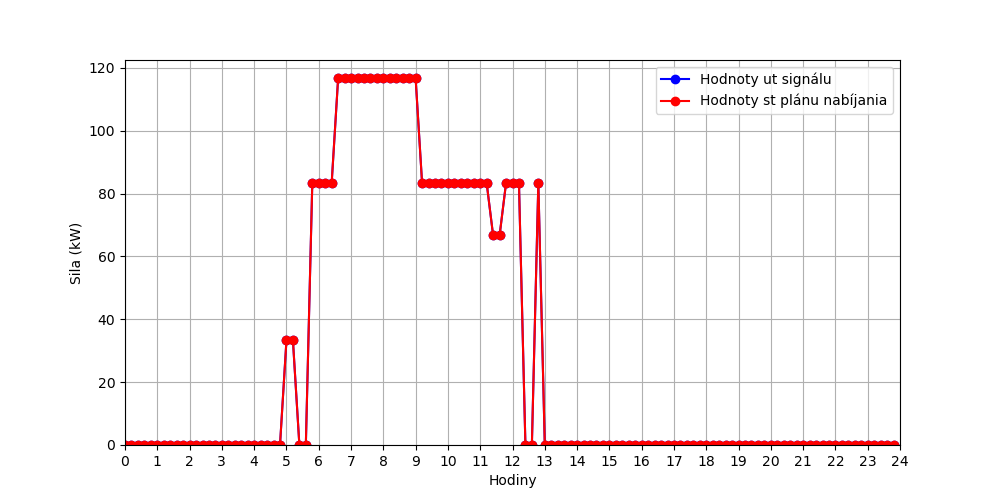 120
100
80
60
40
20
0
Sila (kW)
Hodnoty ut signálu
Hodnoty st plánu nabíjania
0 1 2 3 4 5 6 7 8 9 10 11 12 13 14 15 16 17 18 19 20 21 22 23 24
Hodiny